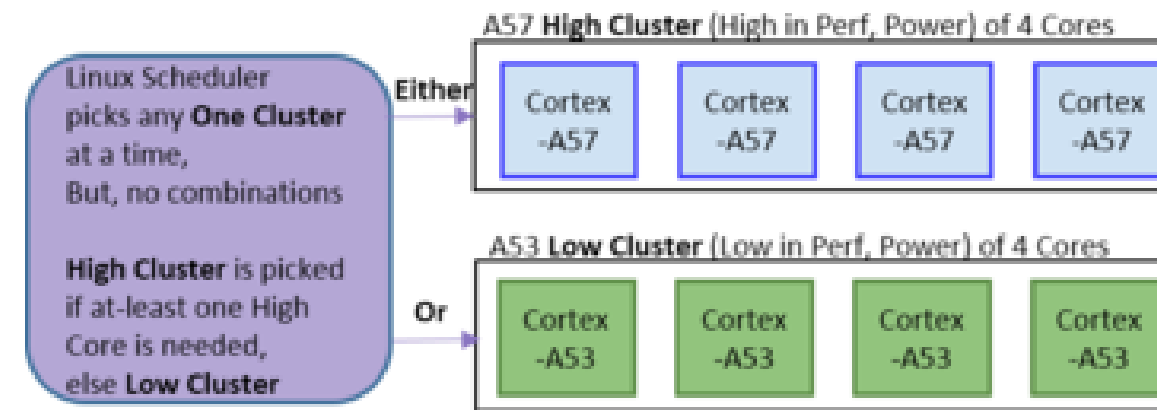 A57 High Cluster (High in Perf, Power) of 4 Cores
Linux Scheduler
picks any One Cluster
at a time,
But, no combinations
High Cluster is picked
if at-least one High
Core is needed,
else Low Cluster
Either
Cortex
-A57
Cortex
-A57
Cortex
-A57
Cortex
-A57
A53 Low Cluster (Low in Perf, Power) of 4 Cores
Or
Cortex
-A53
Cortex
-A53
Cortex
-A53
Cortex
-A53